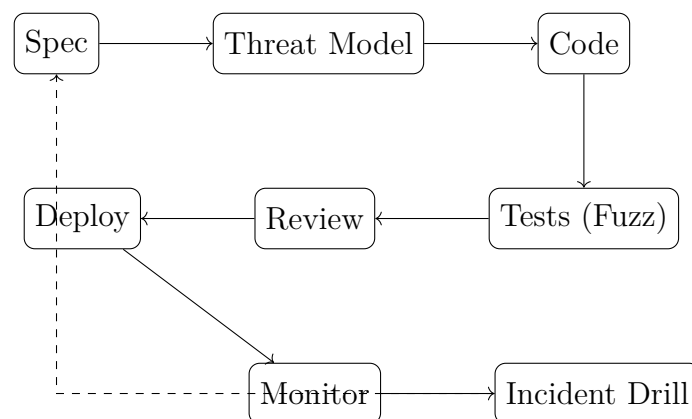 Spec
Threat Model
Code
Deploy
Review
Tests (Fuzz)
Monitor
Incident Drill